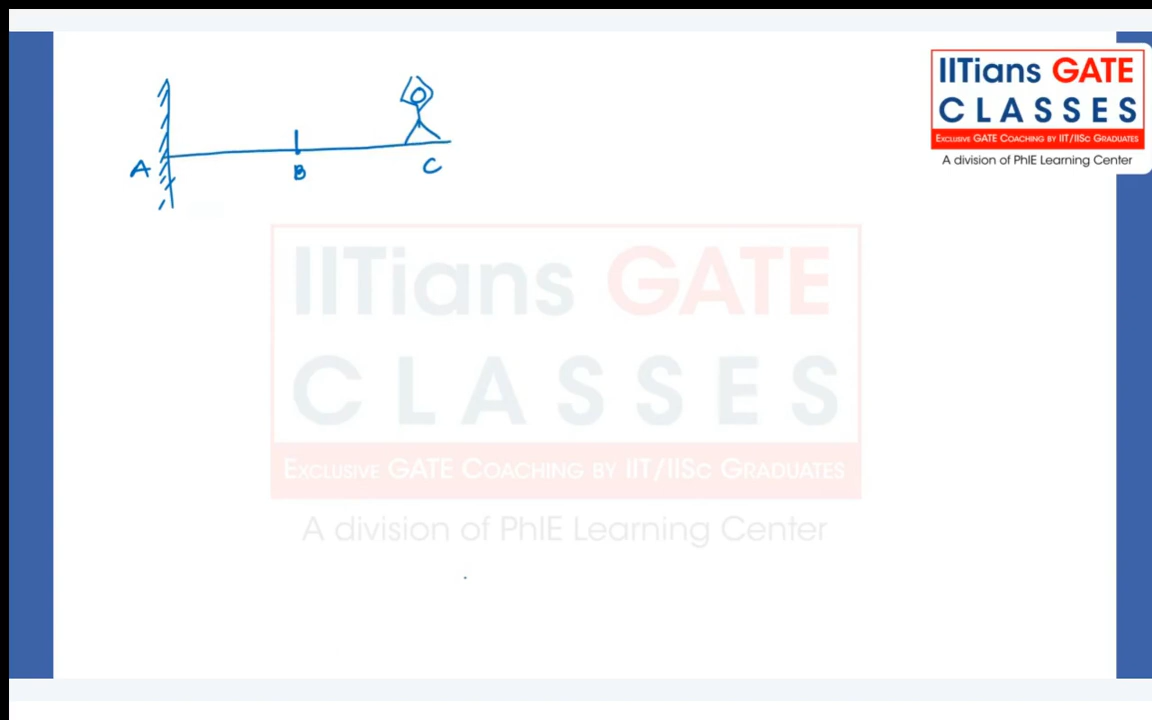 IITians GATE
CLASSES
EXCLUSIVE GATE COACHING BY IIT/IISC GRADUATES
A division of PhIE Learning Center
A
B
C
IITians GATE
CLASSES
EXCLUSIVE GATE COACHING BY IIT/IISC GRADUATES
A division of PhIE Learning Center